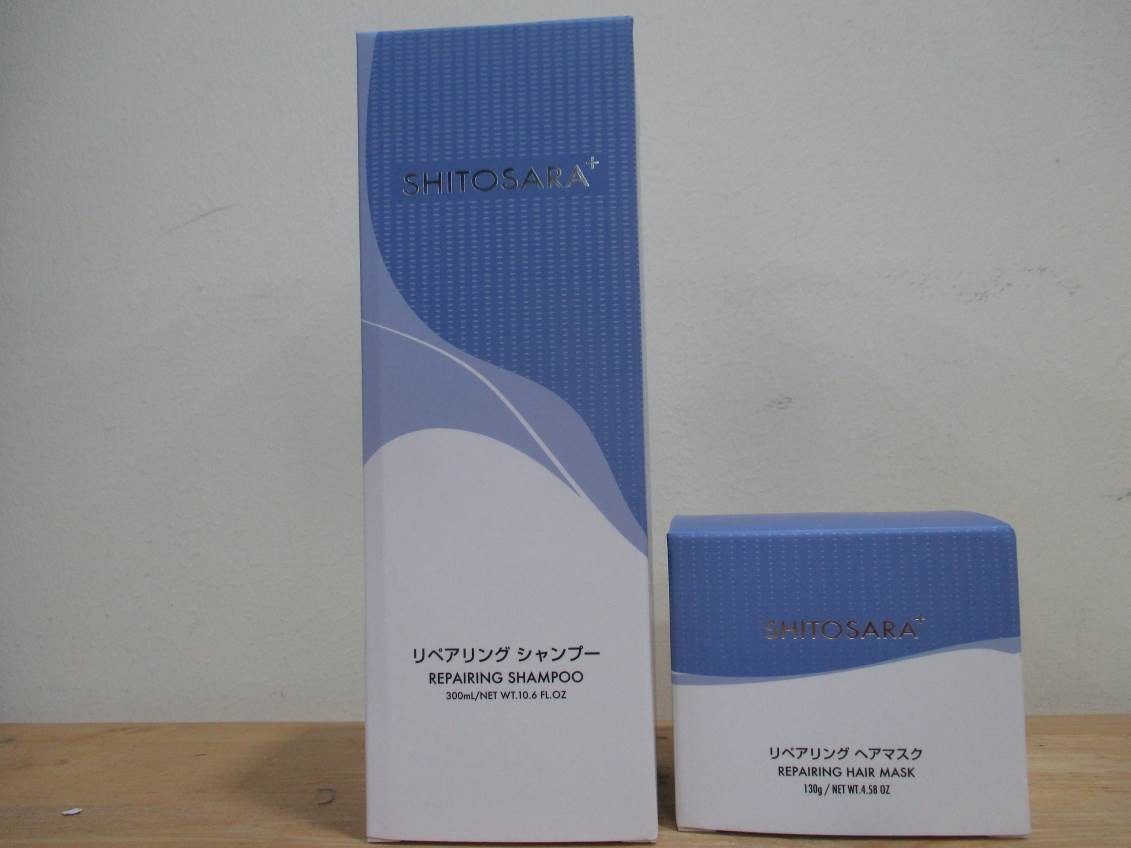 SHITOSARA+
リペアリング シャンプー
REPAIRING SHAMPOO
300mL/NET WT.10.6 FL.OZ
SHITOSARA+
リペアリング ヘアマスク
REPAIRING HAIR MASK
130g / NET WT.4.58 OZ